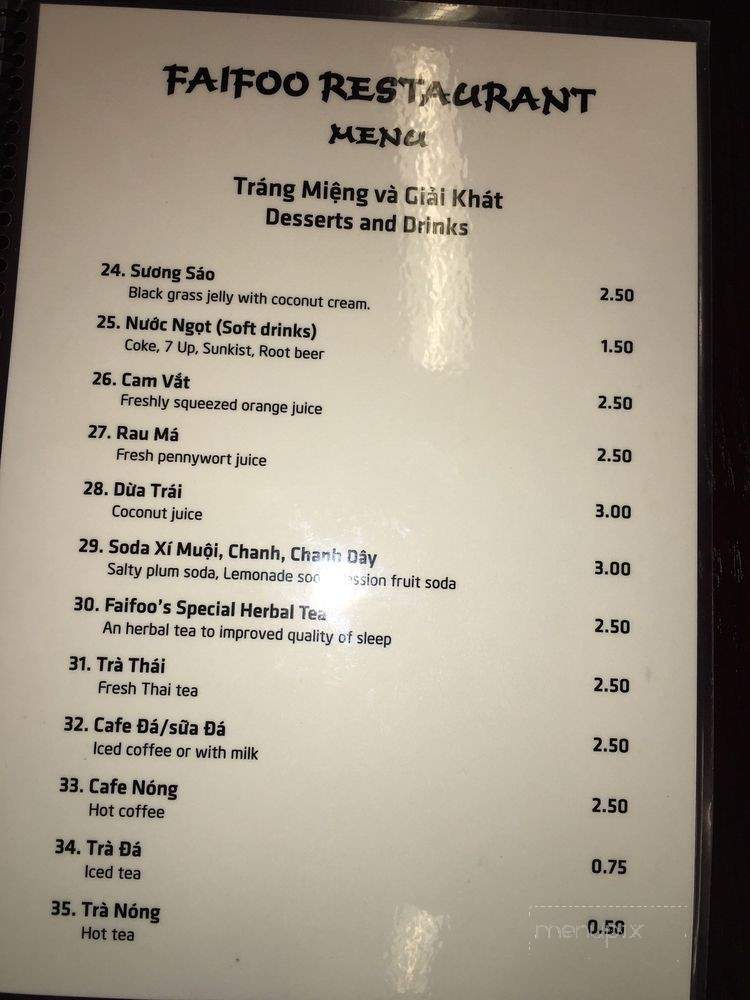 FAIFOO RESTAURANT
MENU
Tráng Miệng và Giải Khát
Desserts and Drinks
24. Sương Sáo
Black grass jelly with coconut cream. 2.50
25. Nước Ngọt (Soft drinks)
Coke, 7 Up, Sunkist, Root beer 1.50
26. Cam Vắt
Freshly squeezed orange juice 2.50
27. Rau Má
Fresh pennywort juice 2.50
28. Dừa Trái
Coconut juice 3.00
29. Soda Xí Muội, Chanh, Chanh Dây
Salty plum soda, Lemonade fruit soda 3.00
30. Faifoo's Special Herbal Tea
An herbal tea to improved quality of sleep 2.50
31. Trà Thái
Fresh Thai tea 2.50
32. Cafe Đá/sữa Đá
Iced coffee or with milk 2.50
33. Cafe Nóng
Hot coffee 2.50
34. Trà Đá
Iced tea 0.75
35. Trà Nóng
Hot tea 0.50
menupix